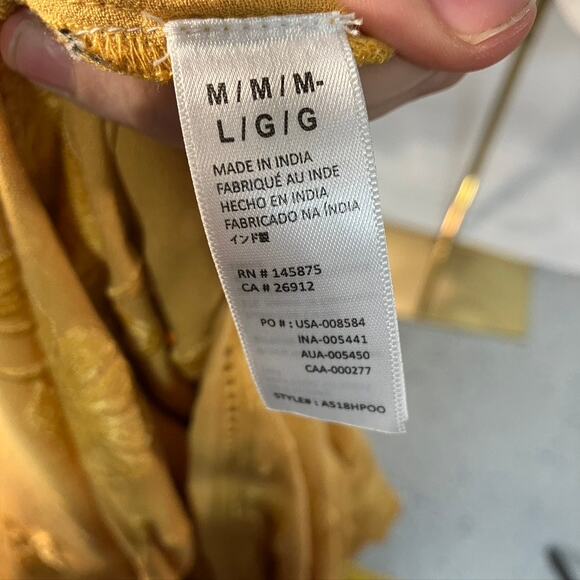 M/M/M-
L/G/G
MADE IN INDIA
FABRIQUÉ AU INDE
HECHO EN INDIA
FABRICADO NA ÍNDIA
インド製
RN # 145875
CA # 26912
PO # : USA-008584
INA-005441
AUA-005450
CAA-000277
STYLE# : AS18HPOO